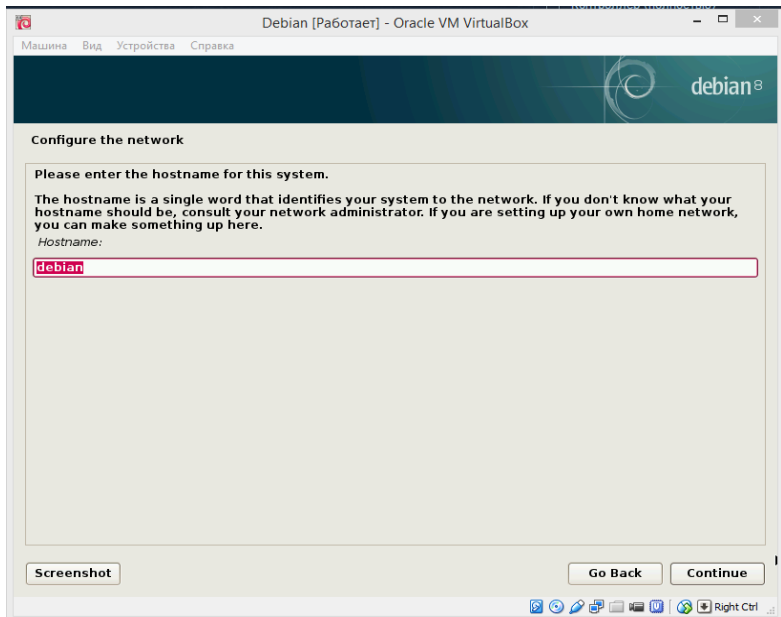 Debian [Работает] - Oracle VM VirtualBox
Машина Вид Устройства Справка
debian 8
Configure the network
Please enter the hostname for this system.
The hostname is a single word that identifies your system to the network. If you don't know what your
hostname should be, consult your network administrator. If you are setting up your own home network,
you can make something up here.
Hostname:
debian
Screenshot Go Back Continue
Right Ctrl